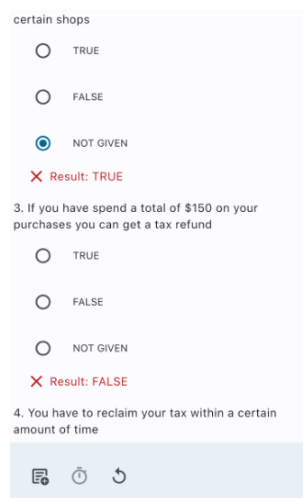 certain shops
TRUE
FALSE
NOT GIVEN
Result: TRUE
3. If you have spend a total of $150 on your
purchases you can get a tax refund
TRUE
FALSE
NOT GIVEN
Result: FALSE
4. You have to reclaim your tax within a certain
amount of time